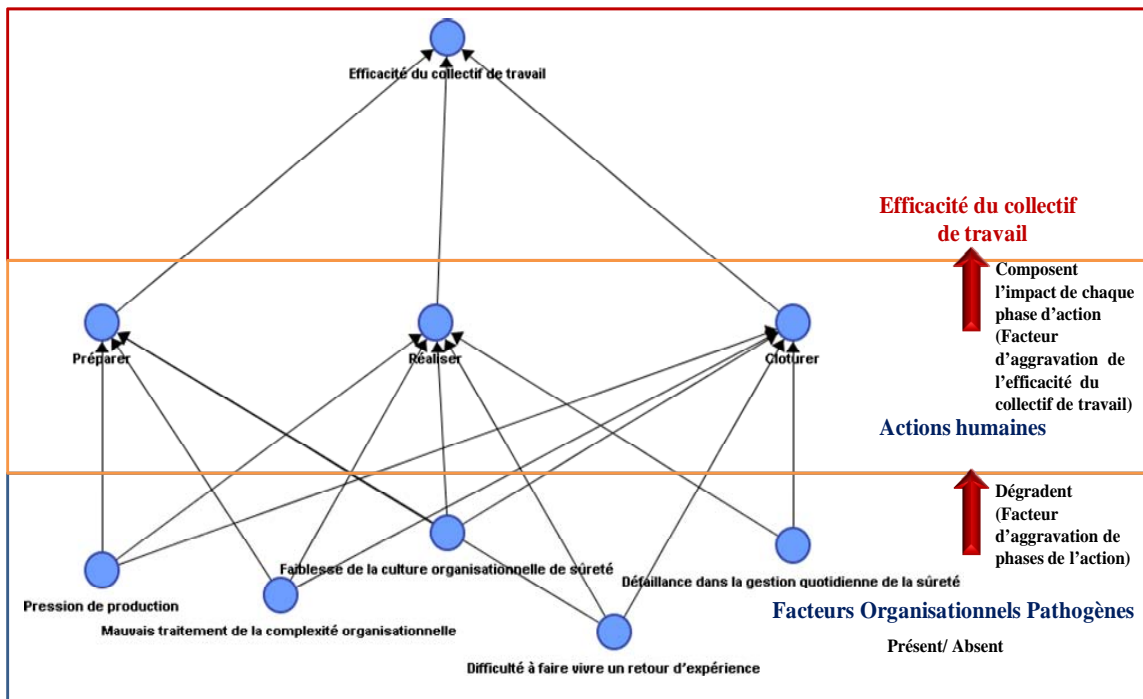 Efficacité du collectif de travail
Efficacité du collectif
de travail
Composent
l'impact de chaque
phase d'action
(Facteur
d'aggravation de
l'efficacité du
collectif de travail)
Préparer
Réaliser
Cloturer
Actions humaines
Dégradent
(Facteur
d'aggravation de
phases de l'action)
Faiblesse de la culture organisationnelle de sûreté
Défaillance dans la gestion quotidienne de la sûreté
Pression de production
Mauvais traitement de la complexité organisationnelle
Facteurs Organisationnels Pathogènes
Présent/ Absent
Difficulté à faire vivre un retour d'expérience